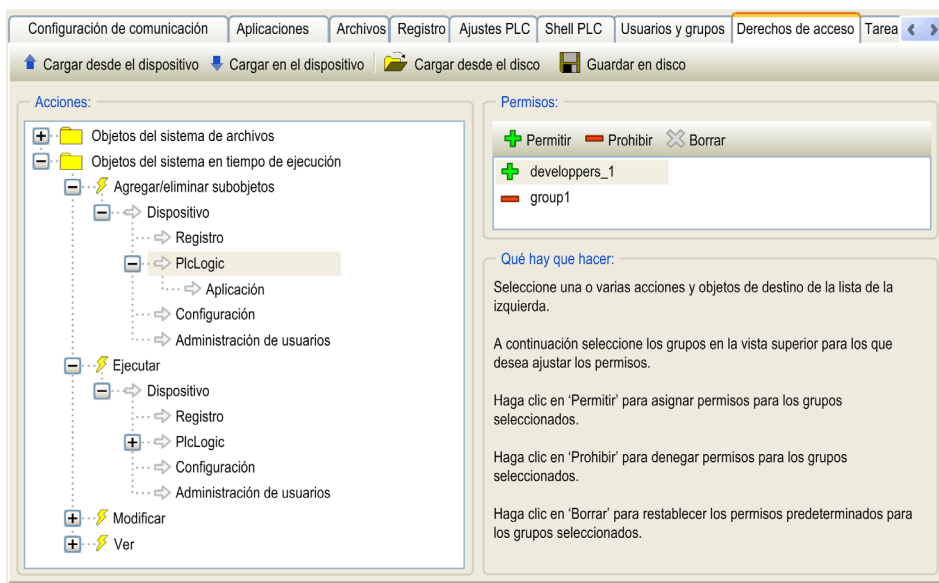 Configuración de comunicación Aplicaciones Archivos Registro Ajustes PLC Shell PLC Usuarios y grupos Derechos de acceso Tarea
Cargar desde el dispositivo Cargar en el dispositivo Cargar desde el disco Guardar en disco
Acciones:
Objetos del sistema de archivos
Objetos del sistema en tiempo de ejecución
Agregar/eliminar subobjetos
Dispositivo
Registro
PlcLogic
Aplicación
Configuración
Administración de usuarios
Ejecutar
Dispositivo
Registro
PlcLogic
Configuración
Administración de usuarios
Modificar
Ver
Permisos:
Permitir Prohibir Borrar
developpers_1
group1
Qué hay que hacer:
Seleccione una o varias acciones y objetos de destino de la lista de la
izquierda.
A continuación seleccione los grupos en la vista superior para los que
desea ajustar los permisos.
Haga clic en ‘Permitir’ para asignar permisos para los grupos
seleccionados.
Haga clic en ‘Prohibir’ para denegar permisos para los grupos
seleccionados.
Haga clic en ‘Borrar’ para restablecer los permisos predeterminados para
los grupos seleccionados.